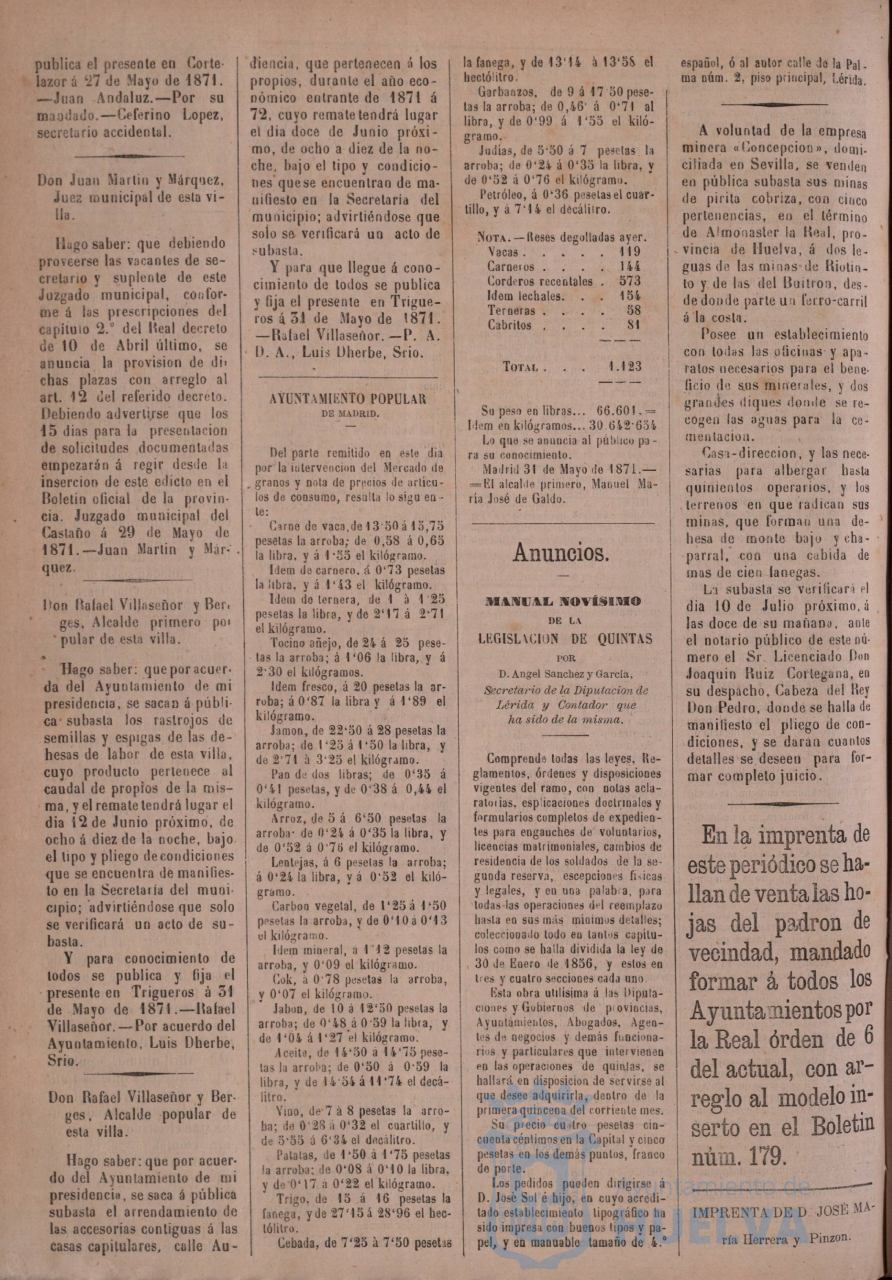 publica el presente en Corte-
lazor á 27 de Mayo de 1871.
—Juan Andaluz.—Por su
mandado.—Ceferino Lopez,
secretario accidental.
Don Juan Martin y Márquez,
Juez municipal de esta vi-
lla.
Hago saber: que debiendo
proveerse las vacantes de se-
cretario y suplente de este
Juzgado municipal, confor-
me á las prescripciones del
capítulo 2.° del Real decreto
de 10 de Abril último, se
anuncia la provision de di
chas plazas con arreglo al
art. 12 del referido decreto.
Debiendo advertirse que los
15 dias para la presentacion
de solicitudes documentadas
empezarán á regir desde la
insercion de este edicto en el
Boletin oficial de la provin-
cia. Juzgado municipal del
Castaño á 29 de Mayo de
1871.—Juan Martin y Már-
quez.
Don Rafael Villaseñor y Ber-
ges, Alcalde primero po
pular de esta villa.
Hago saber: que por acuer-
da del Ayuntamiento de mi
presidencia, se sacan á públi-
ca subasta los rastrojos de
semillas y espigas de las de-
hesas de labor de esta villa,
cuyo producto pertenece al
caudal de propios de la mis-
ma, y el remate tendrá lugar el
dia 12 de Junio próximo, de
ocho á diez de la noche, bajo
el tipo y pliego de condiciones
que se encuentra de manifies-
to en la Secretaría del muni-
cipio; advirtiéndose que solo
se verificará un acto de su-
basta.
Y para conocimiento de
todos se publica y fija el
presente en Trigueros á 31
de Mayo de 1871.—Rafael
Villaseñor.—Por acuerdo del
Ayuntamiento, Luis Dherbe,
Srio.
Don Rafael Villaseñor y Ber-
ges, Alcalde popular de
esta villa.
Hago saber: que por acuer-
do del Ayuntamiento de mi
presidencia, se saca á pública
subasta el arrendamiento de
las accesorias contiguas á las
casas capitulares, calle Au-
diencia, que pertenecen á los
propios, durante el año eco-
nómico entrante de 1871 á
72, cuyo remate tendrá lugar
el dia doce de Junio próxi-
mo, de ocho a diez de la no-
che, bajo el tipo y condicio-
nes que se encuentran de ma-
nifiesto en la Secretaría del
municipio; advirtiéndose que
solo se verificará un acto de
subasta.
Y para que llegue á cono-
cimiento de todos se publica
y fija el presente en Trigue-
ros á 31 de Mayo de 1871.
—Rafael Villaseñor.—P. A.
D. A., Luis Dherbe, Srio.
AYUNTAMIENTO POPULAR
DE MADRID.
Del parte remitido en este dia
por la intervencion del Mercado de
granos y nota de precios de articu-
los de consumo, resulta lo sigu en-
te:
Carne de vaca, de 13'50 á 15,75
pesetas la arroba; de 0,58 á 0,65
la libra, y á 1'55 el kilógramo.
Idem de carnero, á 0'73 pesetas
la libra, y á 1'43 el kilógramo.
Idem de ternera, de 1 à 1'25
pesetas la libra, y de 2'17 á 2'71
el kilógramo.
Tocino añejo, de 24 á 25 pese-
tas la arroba; á 1'06 la libra, y á
2'30 el kilógramos.
Idem fresco, á 20 pesetas la ar-
roba; á 0'87 la libra y á 1'89 el
kilógramo.
Jamon, de 22'50 á 28 pesetas la
arroba; de 1'25 á 1'50 la libra, y
de 2'71 à 3'25 el kilógramo.
Pan de dos libras; de 0'35 á
0'41 pesetas, y de 0'38 á 0,44 el
kilógramo.
Arroz, de 5 á 6'50 pesetas la
arroba; de 0'24 á 0'35 la libra, y
de 0'52 á 0'76 el kilógramo.
Lentejas, á 6 pesetas la arroba;
á 0'24 la libra, y á 0'52 el kiló-
gramo.
Carbon vegetal, de 1'25 á 1'50
pesetas la arroba, y de 0'10 á 0'13
el kilógramo.
Idem mineral, á 1'12 pesetas la
arroba, y 0'09 el kilógramo.
Cok, á 0'78 pesetas la arroba,
y 0'07 el kilógramo.
Jabon, de 10 á 12'50 pesetas la
arroba; de 0'48 á 0'59 la libra, y
de 1'04 á 1'27 el kilógramo.
Aceite, de 14'50 á 14'75 pese-
tas la arroba; de 0'50 á 0'59 la
libra, y de 14'54 á 11'74 el decá-
litro.
Vino, de 7 à 8 pesetas la arro-
ba; de 0'28 á 0'32 el cuartillo, y
de 5'55 á 6'34 el decálitro.
Patatas, de 1'50 á 1'75 pesetas
la arroba; de 0'08 á 0'10 la libra,
y de 0'17 à 0'22 el kilógramo.
Trigo, de 15 á 16 pesetas la
fanega, y de 27'15 á 28'96 el hec-
tólitro.
Cebada, de 7'25 à 7'50 pesetas
la fanega, y de 13'14 à 13'58 el
hectólitro.
Garbanzos, de 9 á 17'50 pese-
tas la arroba; de 0,46 á 0'71 al
libra, y de 0'99 á 1'55 el kiló-
gramo.
Judías, de 5'50 á 7 pesetas la
arroba; de 0'24 á 0'35 la libra, y
de 0'52 á 0'76 el kilógramo.
Petróleo, á 0'36 pesetas el cuar-
tillo, y á 7'14 el decálitro.
NOTA.—Reses degolladas ayer.
Vacas . . . . . 119
Carneros . . . . 144
Corderos recentales . 573
Idem lechales. . . 154
Terneras . . . . 58
Cabritos . . . . 81
TOTAL . . . 1.123
Su peso en libras... 66.601.=
Idem en kilógramos... 30.642'654
Lo que se anuncia al público pa-
ra su conocimiento.
Madrid 31 de Mayo de 1871.—
=El alcalde primero, Manuel Ma-
ría José de Galdo.
Anuncios.
MANUAL NOVÍSIMO
DE LA
LEGISLACION DE QUINTAS
POR
D. Angel Sanchez y García,
Secretario de la Diputacion de
Lérida y Contador que
ha sido de la misma.
Comprende todas las leyes, Re-
glamentos, órdenes y disposiciones
vigentes del ramo, con notas acla-
ratorias, esplicaciones doctrinales y
formularios completos de expedien-
tes para engauches de voluntarios,
licencias matrimoniales, cambios de
residencia de los soldados de la se-
gunda reserva, escepciones físicas
y legales, y en una palabra, para
todas las operaciones del reemplazo
hasta en sus más mínimos detalles;
coleccionado todo en tantos capítu-
los como se halla dividida la ley de
30 de Enero de 1856, y estos en
tres y cuatro secciones cada uno
Esta obra utilísima á las Diputa-
ciones y Gobiernos de provincias,
Ayuntamientos, Abogados, Agen-
tes de negocios y demás funciona-
rios y particulares que intervienen
en las operaciones de quintas, se
hallará en disposicion de servirse al
que desee adquirirla, dentro de la
primera quincena del corriente mes.
Su precio cuatro pesetas cin-
cuenta céntimos en la Capital y cinco
pesetas en los demás puntos, franco
de porte.
Los pedidos pueden dirigirse á
D. José Sol é hijo, en cuyo acredi-
tado establecimiento tipográfico ha
sido impresa con buenos tipos y pa-
pel, y en manuable tamaño de 4.°
español, ó al autor calle de la Pal-
ma núm. 2, piso principal, Lérida.
A voluntad de la empresa
minera «Concepcion», domi-
ciliada en Sevilla, se venden
en pública subasta sus minas
de pirita cobriza, con cinco
pertenencias, en el término
de Almonaster la Real, pro-
vincia de Huelva, á dos le-
guas de las minas de Riotin-
to y de las del Buitron, des-
de donde parte un ferro-carril
á la costa.
Posee un establecimiento
con todas las oficinas y apa-
ratos necesarios para el bene-
ficio de sus minerales, y dos
grandes diques donde se re-
cogen las aguas para la ce-
mentacion.
Casa-direccion, y las nece-
sarias para albergar hasta
quinientos operarios, y los
terrenos en que radican sus
minas, que forman una de-
hesa de monte bajo y cha-
parral, con una cabida de
mas de cien fanegas.
La subasta se verificará el
dia 10 de Julio próximo, á
las doce de su mañana, ante
el notario público de este nú-
mero el Sr. Licenciado Don
Joaquin Ruiz Cortegana, en
su despacho, Cabeza del Rey
Don Pedro, donde se halla de
manifiesto el pliego de con-
diciones, y se darán cuantos
detalles se deseen para for-
mar completo juicio.
En la imprenta de
este periódico se ha-
llan de venta las ho-
jas del padron de
vecindad, mandado
formar á todos los
Ayuntamientos por
la Real órden de 6
del actual, con ar-
reglo al modelo in-
serto en el Boletin
núm. 179.
IMPRENTA DE D. JOSÉ MA-
ría Herrera y Pinzon.